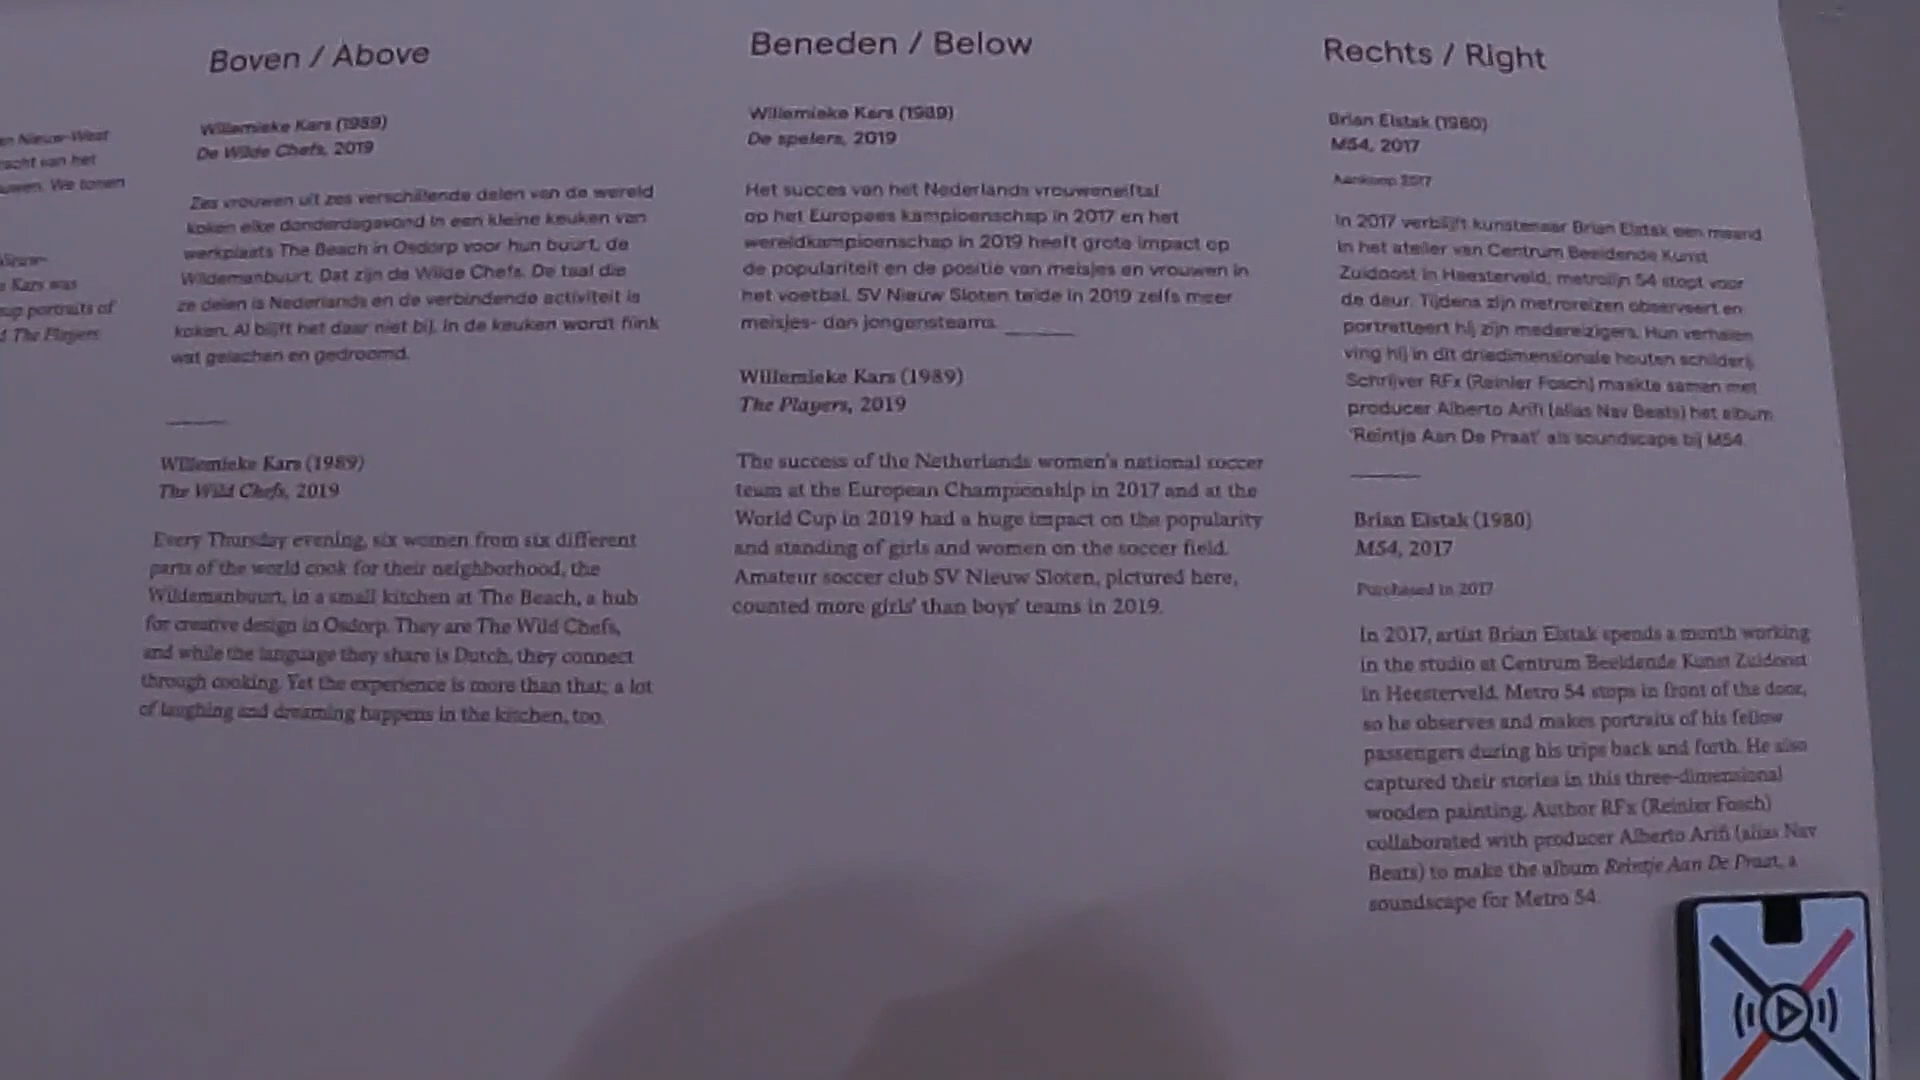 en Nieuw-West
van het
We tonen
Kars was
portraits of
The Players
Boven / Above
Willemieke Kars (1989)
De Wilde Chefs, 2019
Zes vrouwen uit zes verschillende delen van de wereld
koken elke donderdagavond in een kleine keuken van
werkplaats The Beach in Osdorp voor hun buurt, de
Wildemanbuurt. Dat zijn de Wilde Chefs. De taal die
ze delen is Nederlands en de verbindende activiteit is
koken. Al blijft het daar niet bij. In de keuken wordt flink
wat gelachen en gedroomd.
Willemieke Kars (1989)
The Wild Chefs, 2019
Every Thursday evening, six women from six different
parts of the world cook for their neighborhood, the
Wildemanbuurt, in a small kitchen at The Beach, a hub
for creative design in Osdorp. They are The Wild Chefs,
and while the language they share is Dutch, they connect
through cooking. Yet the experience is more than that: a lot
of laughing and dreaming happens in the kitchen, too.
Beneden / Below
Willemieke Kars (1989)
De spelers, 2019
Het succes van het Nederlands vrouwenelftal
op het Europees kampioenschap in 2017 en het
wereldkampioenschap in 2019 heeft grote impact op
de populariteit en de positie van meisjes en vrouwen in
het voetbal. SV Nieuw Sloten telde in 2019 zelfs meer
meisjes- dan jongensteams.
Willemieke Kars (1989)
The Players, 2019
The success of the Netherlands women's national soccer
team at the European Championship in 2017 and at the
World Cup in 2019 had a huge impact on the popularity
and standing of girls and women on the soccer field.
Amateur soccer club SV Nieuw Sloten, pictured here,
counted more girls' than boys' teams in 2019.
Rechts / Right
Brian Elstak (1980)
M54, 2017
Aankoop 2017
In 2017 verblijft kunstenaar Brian Elstak een maand
in het atelier van Centrum Beeldende Kunst
Zuidoost in Heesterveld; metrolijn 54 stopt voor
de deur. Tijdens zijn metroreizen observeert en
portretteert hij zijn medereizigers. Hun verhalen
ving hij in dit driedimensionale houten schilderij.
Schrijver RFx (Reinier Fosch) maakte samen met
producer Alberto Arifi (alias Nav Beats) het album
'Reintje Aan De Praat' als soundscape bij M54.
Brian Elstak (1980)
M54, 2017
Purchased in 2017
In 2017, artist Brian Elstak spends a month working
in the studio at Centrum Beeldende Kunst Zuidoost
in Heesterveld. Metro 54 stops in front of the door,
so he observes and makes portraits of his fellow
passengers during his trips back and forth. He also
captured their stories in this three-dimensional
wooden painting. Author RFx (Reinier Fosch)
collaborated with producer Alberto Arifi (alias Nav
Beats) to make the album Reintje Aan De Praat, a
soundscape for Metro 54.